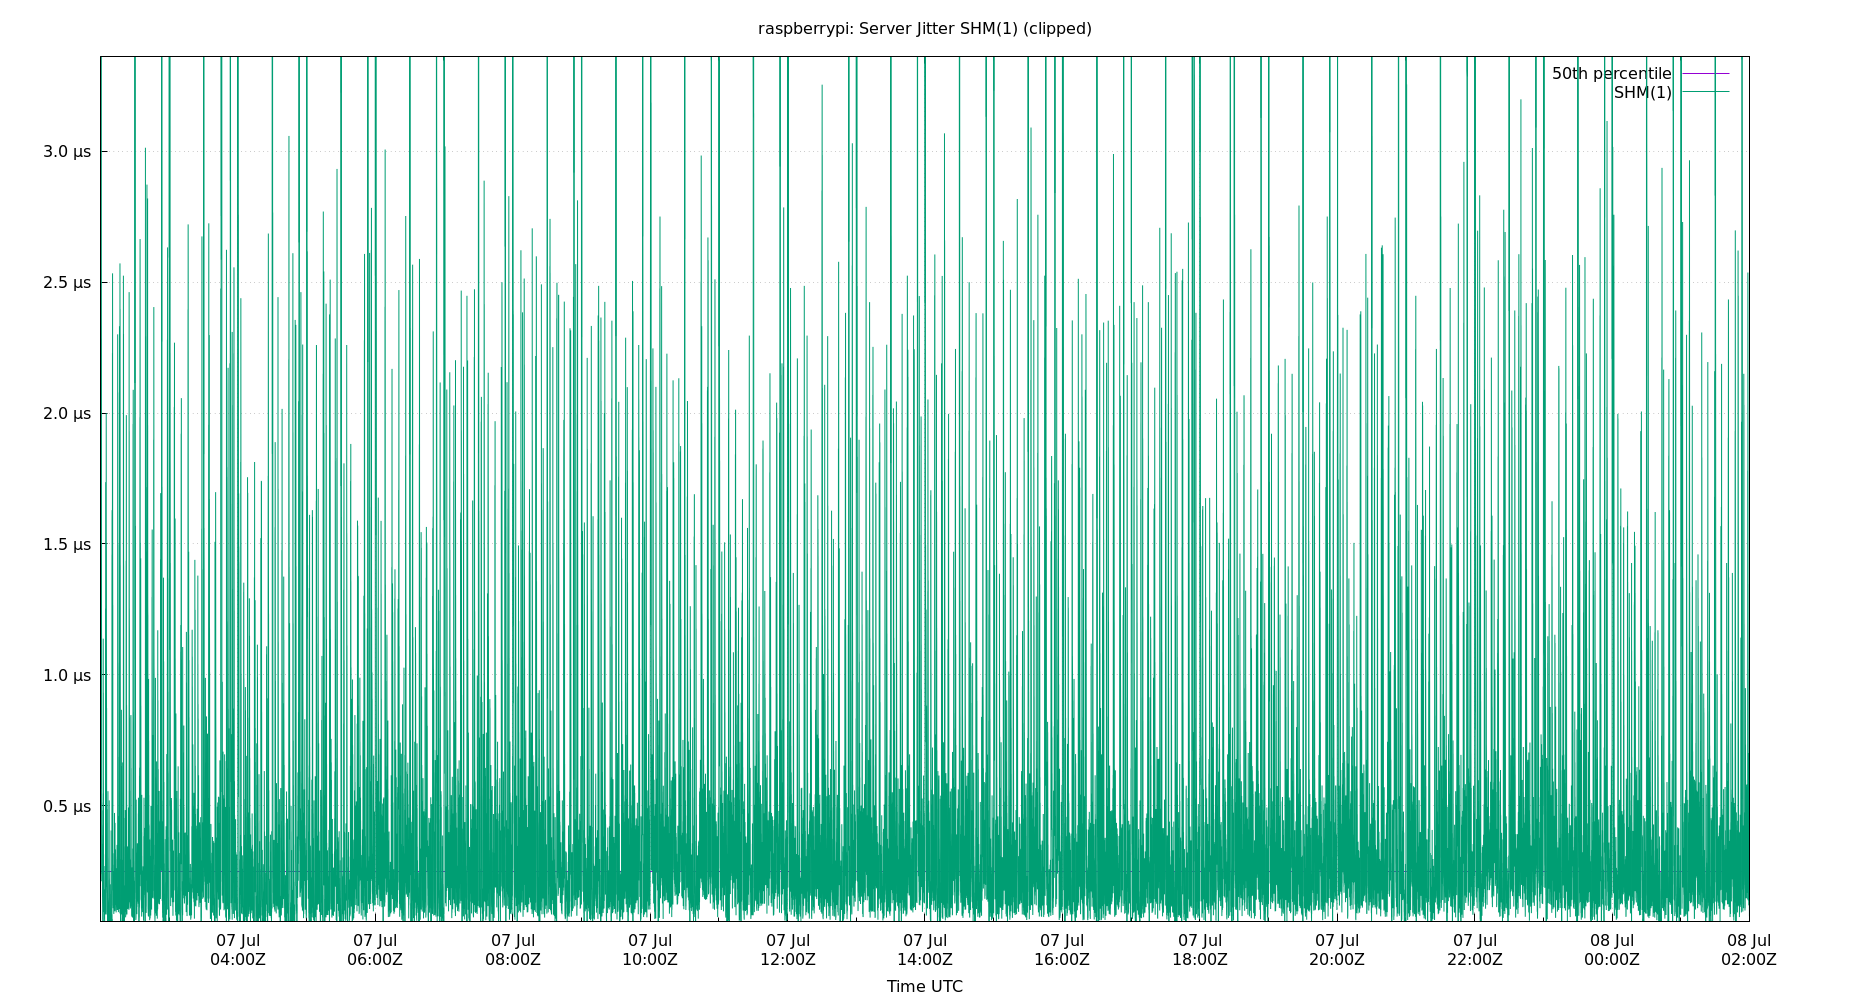 raspberrypi: Server Jitter SHM(1) (clipped)
50th percentile
SHM(1)
3.0 µs
2.5 µs
2.0 µs
1.5 µs
1.0 µs
0.5 µs
07 Jul 07 Jul 07 Jul 07 Jul 07 Jul 07 Jul 07 Jul 07 Jul 07 Jul 07 Jul 08 Jul 08 Jul
04:00Z 06:00Z 08:00Z 10:00Z 12:00Z 14:00Z 16:00Z 18:00Z 20:00Z 22:00Z 00:00Z 02:00Z
Time UTC